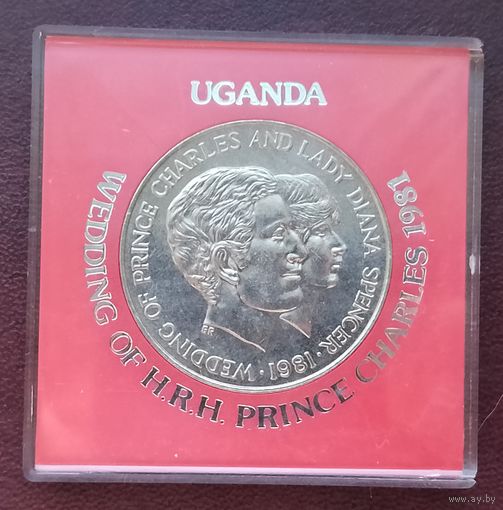 UGANDA
WEDDING OF H.R.H. PRINCE CHARLES 1981
WEDDING OF PRINCE CHARLES AND LADY DIANA SPENCER · 1981 ·
ER
www.ay.by